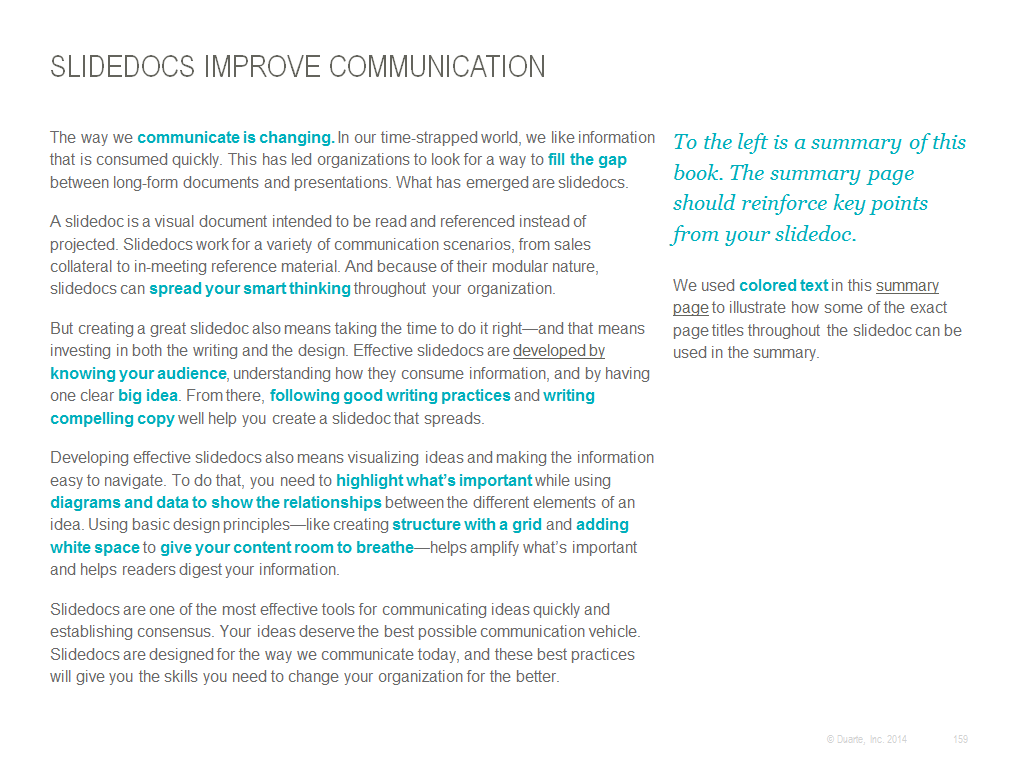 SLIDEDOCS IMPROVE COMMUNICATION
The way we communicate is changing. In our time-strapped world, we like information
that is consumed quickly. This has led organizations to look for a way to fill the gap
between long-form documents and presentations. What has emerged are slidedocs.
A slidedoc is a visual document intended to be read and referenced instead of
projected. Slidedocs work for a variety of communication scenarios, from sales
collateral to in-meeting reference material. And because of their modular nature,
slidedocs can spread your smart thinking throughout your organization.
But creating a great slidedoc also means taking the time to do it right—and that means
investing in both the writing and the design. Effective slidedocs are developed by
knowing your audience, understanding how they consume information, and by having
one clear big idea. From there, following good writing practices and writing
compelling copy well help you create a slidedoc that spreads.
Developing effective slidedocs also means visualizing ideas and making the information
easy to navigate. To do that, you need to highlight what’s important while using
diagrams and data to show the relationships between the different elements of an
idea. Using basic design principles—like creating structure with a grid and adding
white space to give your content room to breathe—helps amplify what’s important
and helps readers digest your information.
Slidedocs are one of the most effective tools for communicating ideas quickly and
establishing consensus. Your ideas deserve the best possible communication vehicle.
Slidedocs are designed for the way we communicate today, and these best practices
will give you the skills you need to change your organization for the better.
To the left is a summary of this
book. The summary page
should reinforce key points
from your slidedoc.
We used colored text in this summary
page to illustrate how some of the exact
page titles throughout the slidedoc can be
used in the summary.
© Duarte, Inc. 2014
159